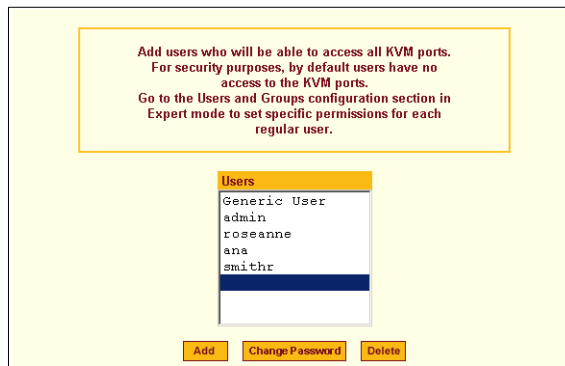 Add users who will be able to access all KVM ports.
For security purposes, by default users have no
access to the KVM ports.
Go to the Users and Groups configuration section in
Expert mode to set specific permissions for each
regular user.
Users
Generic User
admin
roseanne
ana
smithr
Add Change Password Delete